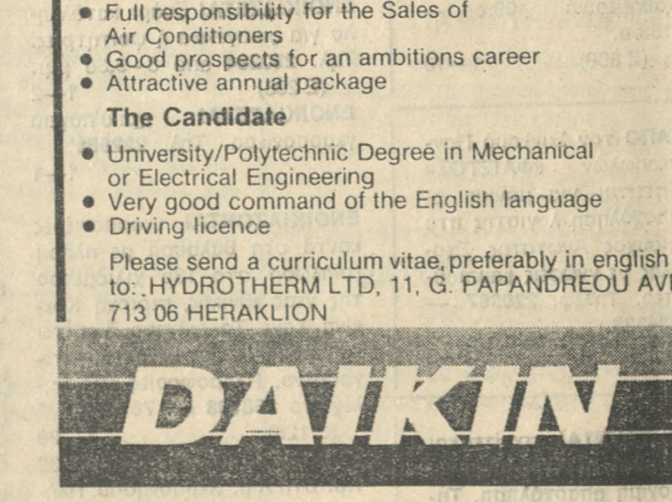 ● Full responsibility for the Sales of
Air Conditioners
● Good prospects for an ambitions career
● Attractive annual package
The Candidate
● University/Polytechnic Degree in Mechanical
or Electrical Engineering
● Very good command of the English language
● Driving licence
Please send a curriculum vitae, preferably in english
to: HYDROTHERM LTD, 11, G. PAPANDREOU AV
713 06 HERAKLION
DAIKIN